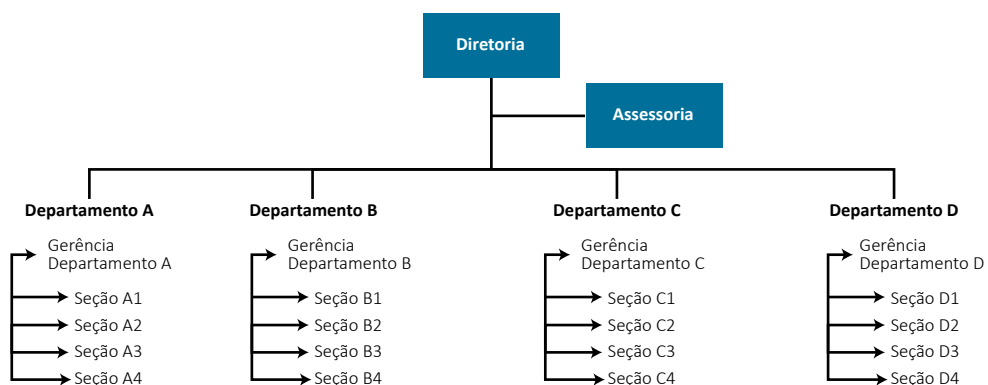 Diretoria
Assessoria
Departamento A
Gerência
Departamento A
Seção A1
Seção A2
Seção A3
Seção A4
Departamento B
Gerência
Departamento B
Seção B1
Seção B2
Seção B3
Seção B4
Departamento C
Gerência
Departamento C
Seção C1
Seção C2
Seção C3
Seção C4
Departamento D
Gerência
Departamento D
Seção D1
Seção D2
Seção D3
Seção D4